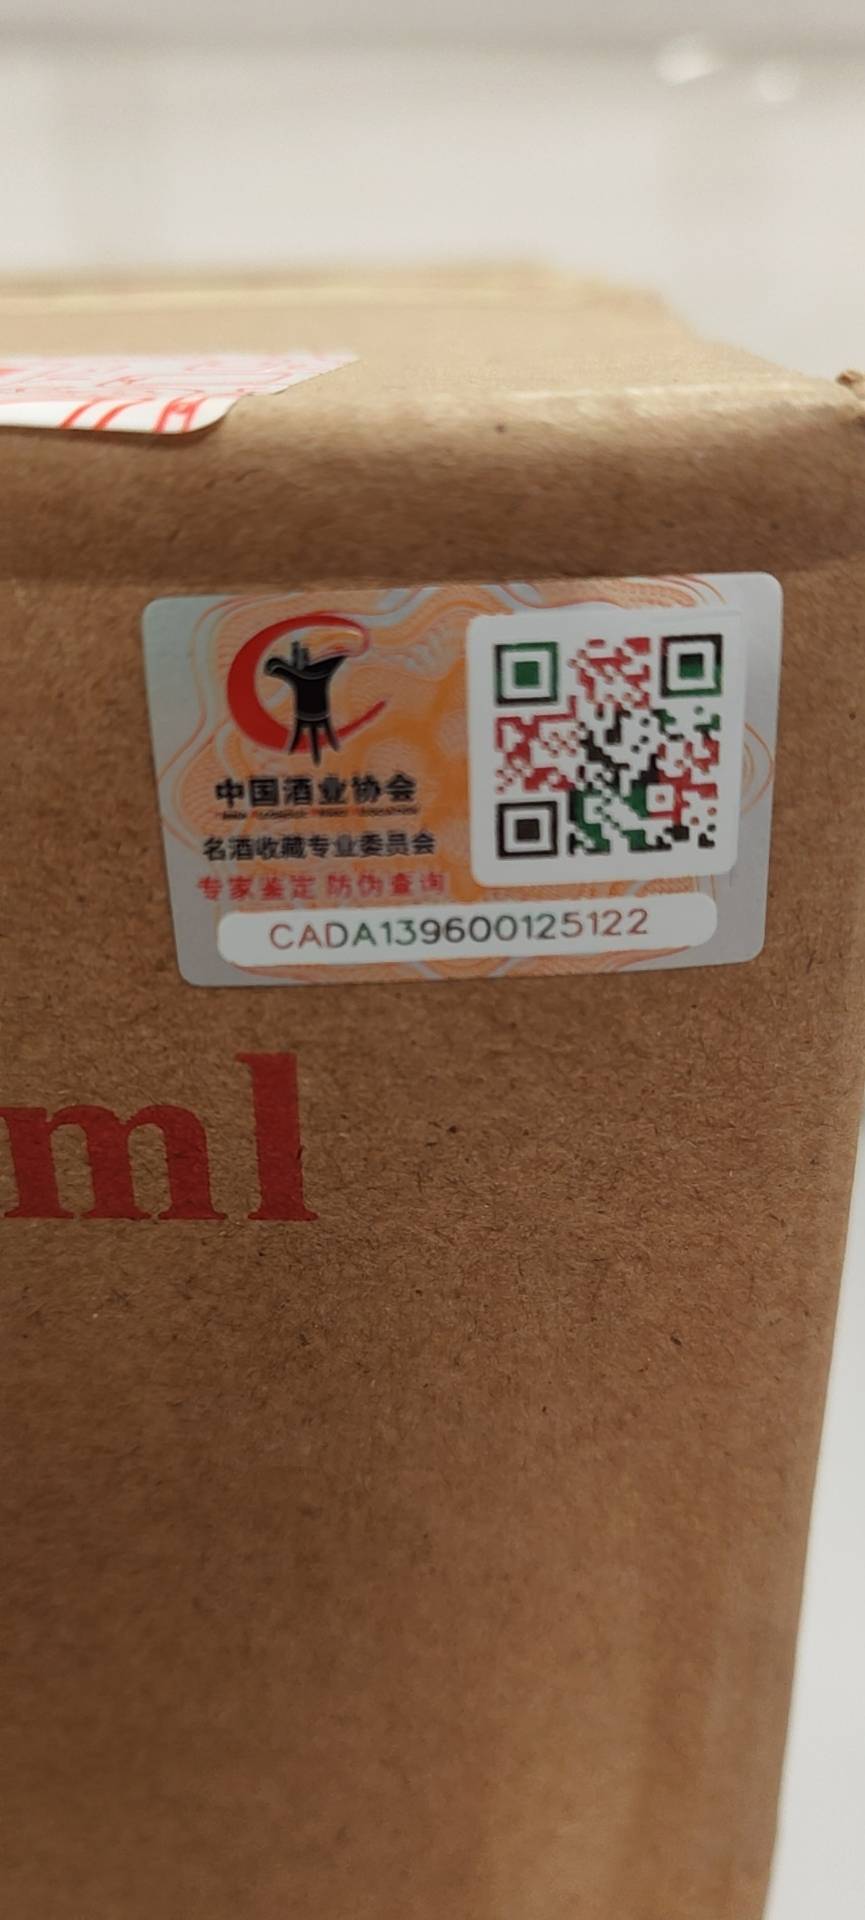 中国酒业协会
名酒收藏专业委员会
专家鉴定 防伪查询
CADA139600125122
ml